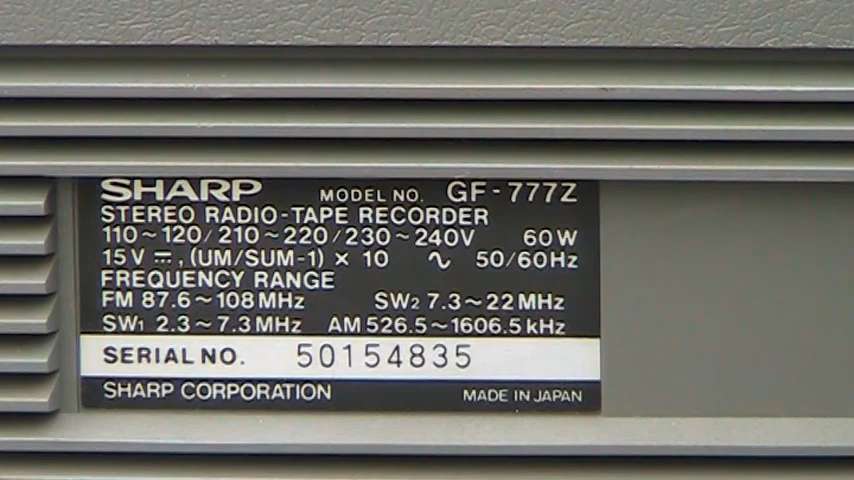 SHARP MODEL NO. GF-777Z
STEREO RADIO-TAPE RECORDER
110~120/210~220/230~240V 60W
15V ⎓, (UM/SUM-1) × 10 ∿ 50/60Hz
FREQUENCY RANGE
FM 87.6~108MHz SW2 7.3~22MHz
SW1 2.3~7.3MHz AM 526.5~1606.5kHz
SERIAL NO. 50154835
SHARP CORPORATION MADE IN JAPAN